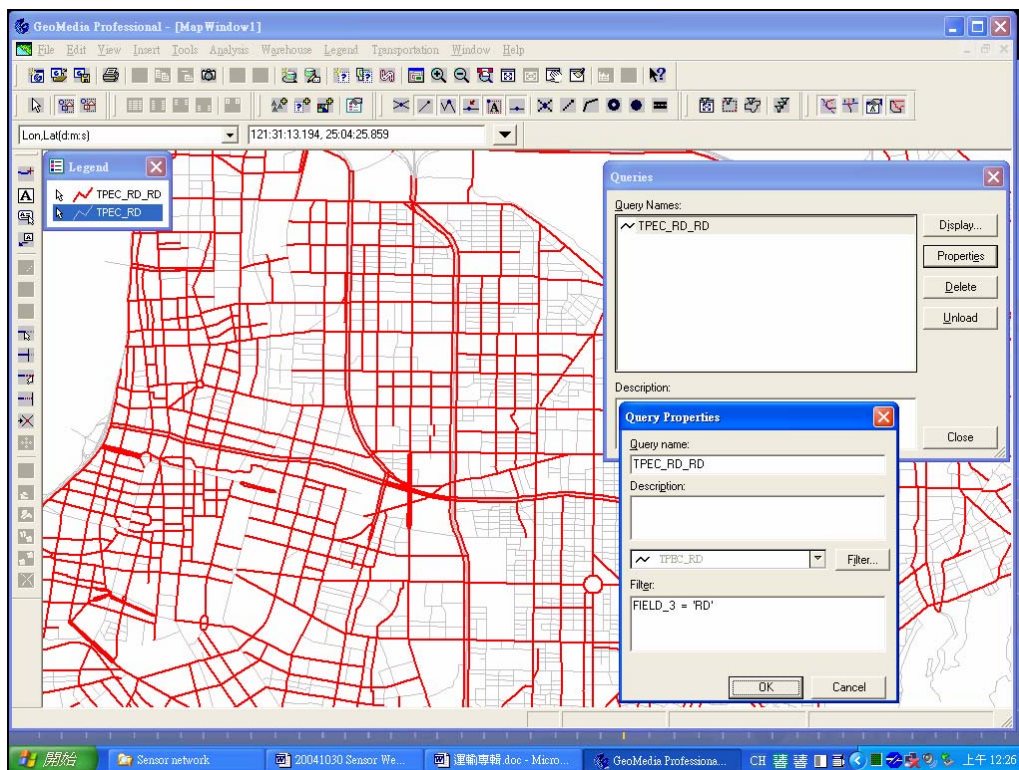 GeoMedia Professional - [MapWindow1]
File Edit View Insert Tools Analysis Warehouse Legend Transportation Window Help
Lon,Lat(d:m:s)
121:31:13.194, 25:04:25.859
Legend
TPEC_RD_RD
TPEC_RD
Queries
Query Names:
TPEC_RD_RD
Display...
Properties
Delete
Unload
Description:
Close
Query Properties
Query name:
TPEC_RD_RD
Description:
TPEC_RD
Filter...
Filter:
FIELD_3 = 'RD'
OK
Cancel
開始
Sensor network
20041030 Sensor We...
運輸專輯.doc - Micro...
GeoMedia Professiona...
CH
上午 12:26